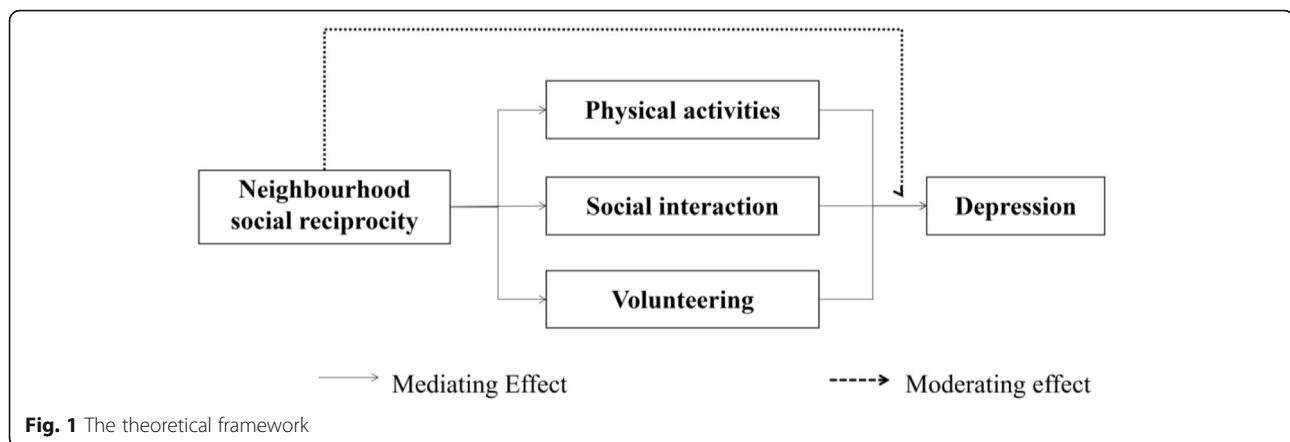 Physical activities
Neighbourhood
social reciprocity
Social interaction
Depression
Volunteering
Mediating Effect
Moderating effect
Fig. 1 The theoretical framework